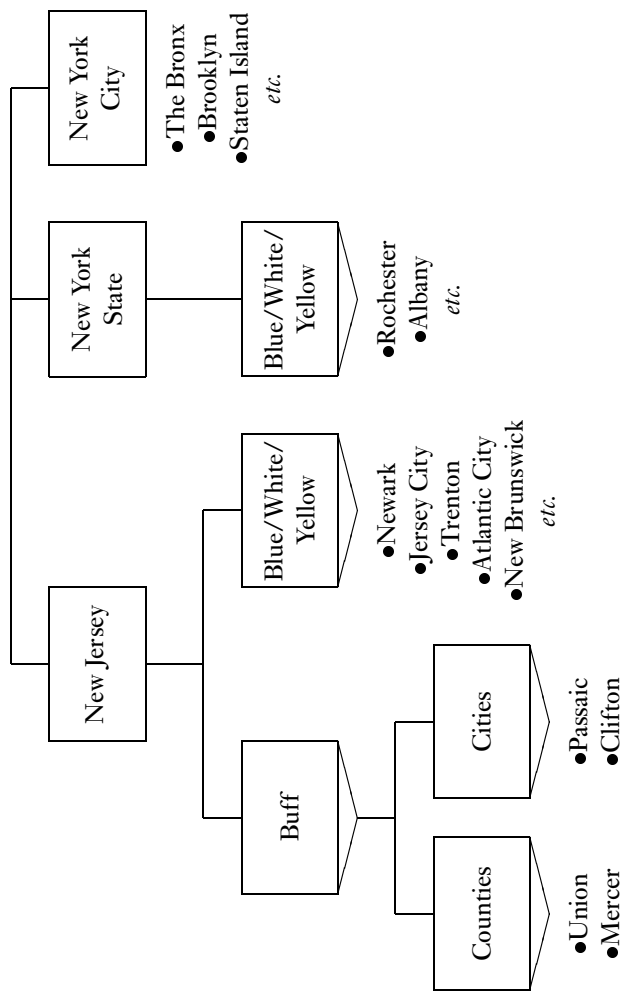 New Jersey
New York
State
New York
City
•The Bronx
•Brooklyn
•Staten Island
etc.
Buff
Blue/White/
Yellow
Blue/White/
Yellow
•Newark
•Jersey City
•Trenton
•Atlantic City
•New Brunswick
etc.
•Rochester
•Albany
etc.
Counties
Cities
•Union
•Mercer
•Passaic
•Clifton